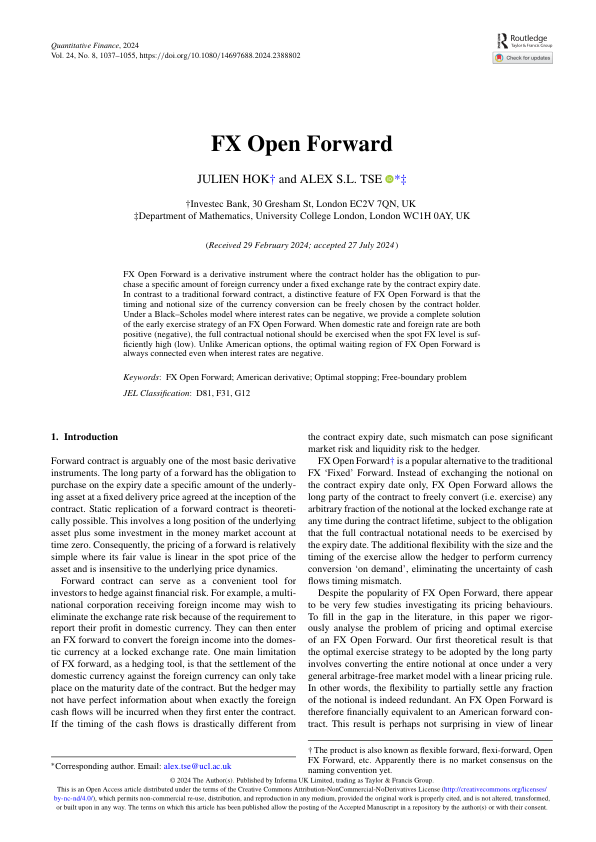 Quantitative Finance, 2024
Vol. 24, No. 8, 1037–1055, https://doi.org/10.1080/14697688.2024.2388802
Routledge
Taylor & Francis Group
Check for updates
FX Open Forward
JULIEN HOK† and ALEX S.L. TSE *‡
†Investec Bank, 30 Gresham St, London EC2V 7QN, UK
‡Department of Mathematics, University College London, London WC1H 0AY, UK
(Received 29 February 2024; accepted 27 July 2024)
FX Open Forward is a derivative instrument where the contract holder has the obligation to pur-
chase a specific amount of foreign currency under a fixed exchange rate by the contract expiry date.
In contrast to a traditional forward contract, a distinctive feature of FX Open Forward is that the
timing and notional size of the currency conversion can be freely chosen by the contract holder.
Under a Black–Scholes model where interest rates can be negative, we provide a complete solution
of the early exercise strategy of an FX Open Forward. When domestic rate and foreign rate are both
positive (negative), the full contractual notional should be exercised when the spot FX level is suf-
ficiently high (low). Unlike American options, the optimal waiting region of FX Open Forward is
always connected even when interest rates are negative.
Keywords: FX Open Forward; American derivative; Optimal stopping; Free-boundary problem
JEL Classification: D81, F31, G12
1. Introduction
Forward contract is arguably one of the most basic derivative
instruments. The long party of a forward has the obligation to
purchase on the expiry date a specific amount of the underly-
ing asset at a fixed delivery price agreed at the inception of the
contract. Static replication of a forward contract is theoreti-
cally possible. This involves a long position of the underlying
asset plus some investment in the money market account at
time zero. Consequently, the pricing of a forward is relatively
simple where its fair value is linear in the spot price of the
asset and is insensitive to the underlying price dynamics.
Forward contract can serve as a convenient tool for
investors to hedge against financial risk. For example, a multi-
national corporation receiving foreign income may wish to
eliminate the exchange rate risk because of the requirement to
report their profit in domestic currency. They can then enter
an FX forward to convert the foreign income into the domes-
tic currency at a locked exchange rate. One main limitation
of FX forward, as a hedging tool, is that the settlement of the
domestic currency against the foreign currency can only take
place on the maturity date of the contract. But the hedger may
not have perfect information about when exactly the foreign
cash flows will be incurred when they first enter the contract.
If the timing of the cash flows is drastically different from
the contract expiry date, such mismatch can pose significant
market risk and liquidity risk to the hedger.
FX Open Forward† is a popular alternative to the traditional
FX ‘Fixed’ Forward. Instead of exchanging the notional on
the contract expiry date only, FX Open Forward allows the
long party of the contract to freely convert (i.e. exercise) any
arbitrary fraction of the notional at the locked exchange rate at
any time during the contract lifetime, subject to the obligation
that the full contractual notational needs to be exercised by
the expiry date. The additional flexibility with the size and the
timing of the exercise allow the hedger to perform currency
conversion ‘on demand’, eliminating the uncertainty of cash
flows timing mismatch.
Despite the popularity of FX Open Forward, there appear
to be very few studies investigating its pricing behaviours.
To fill in the gap in the literature, in this paper we rigor-
ously analyse the problem of pricing and optimal exercise
of an FX Open Forward. Our first theoretical result is that
the optimal exercise strategy to be adopted by the long party
involves converting the entire notional at once under a very
general arbitrage-free market model with a linear pricing rule.
In other words, the flexibility to partially settle any fraction
of the notional is indeed redundant. An FX Open Forward is
therefore financially equivalent to an American forward con-
tract. This result is perhaps not surprising in view of linear
*Corresponding author. Email: alex.tse@ucl.ac.uk
† The product is also known as flexible forward, flexi-forward, Open
FX Forward, etc. Apparently there is no market consensus on the
naming convention yet.
© 2024 The Author(s). Published by Informa UK Limited, trading as Taylor & Francis Group.
This is an Open Access article distributed under the terms of the Creative Commons Attribution-NonCommercial-NoDerivatives License (http://creativecommons.org/licenses/
by-nc-nd/4.0/), which permits non-commercial re-use, distribution, and reproduction in any medium, provided the original work is properly cited, and is not altered, transformed,
or built upon in any way. The terms on which this article has been published allow the posting of the Accepted Manuscript in a repository by the author(s) or with their consent.